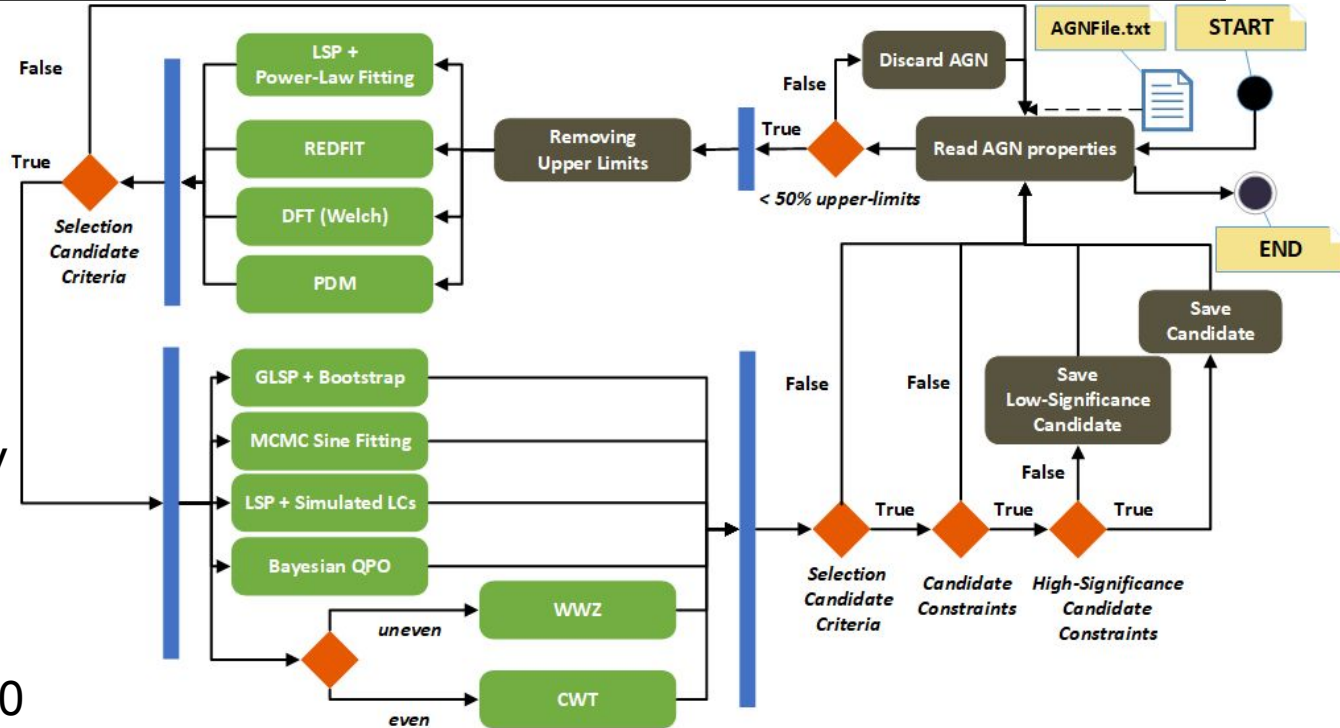 AGNFile.txt
START
False
LSP +
Power-Law Fitting
Discard AGN
False
True
REDFIT
Removing
Upper Limits
True
Read AGN properties
< 50% upper-limits
Selection
Candidate
Criteria
DFT (Welch)
PDM
END
Save
Candidate
GLSP + Bootstrap
False
False
Save
Low-Significance
Candidate
MCMC Sine Fitting
y
False
LSP + Simulated LCs
True
True
True
Bayesian QPO
Selection
Candidate
Criteria
Candidate
Constraints
High-Significance
Candidate
Constraints
uneven
WWZ
0
even
CWT